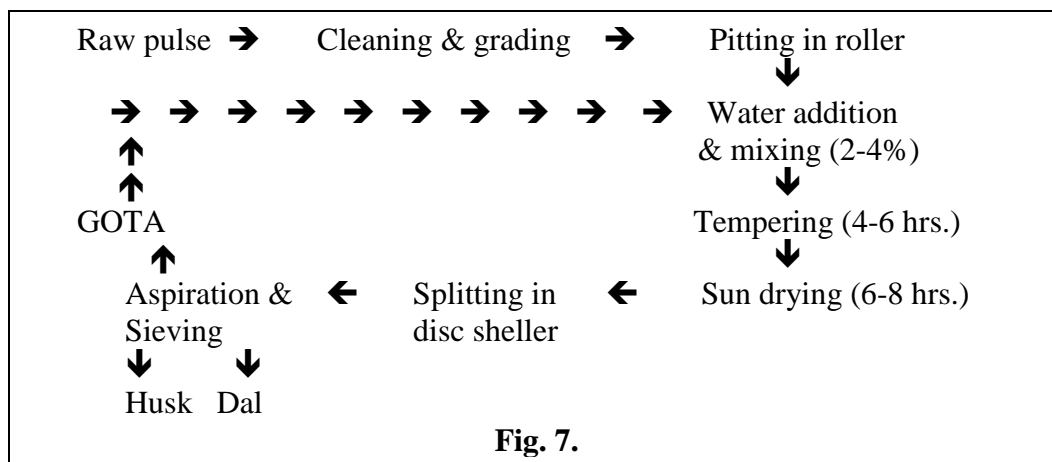 Raw pulse → Cleaning & grading → Pitting in roller
↓
→ → → → → → → → → → Water addition
↑ & mixing (2-4%)
↑ ↓
GOTA Tempering (4-6 hrs.)
↑ ↓
Aspiration & ← Splitting in ← Sun drying (6-8 hrs.)
Sieving disc sheller
↓ ↓
Husk Dal
Fig. 7.